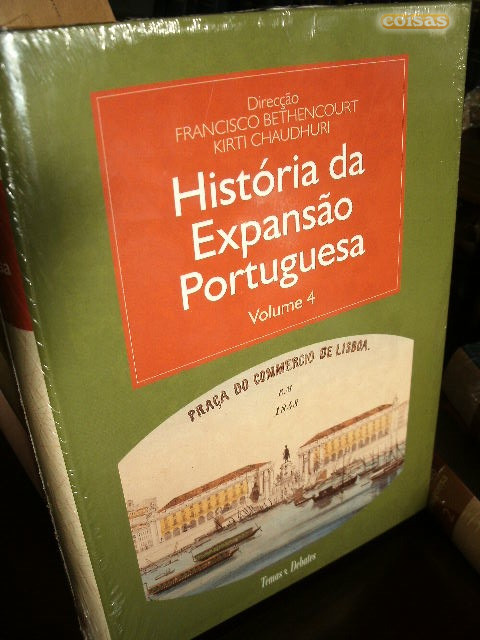 coisas
Direcção
FRANCISCO BETHENCOURT
KIRTI CHAUDHURI
História da
Expansão
Portuguesa
Volume 4
PRAÇA DO COMMERCIO DE LISBOA.
EM
1848
Temas e Debates